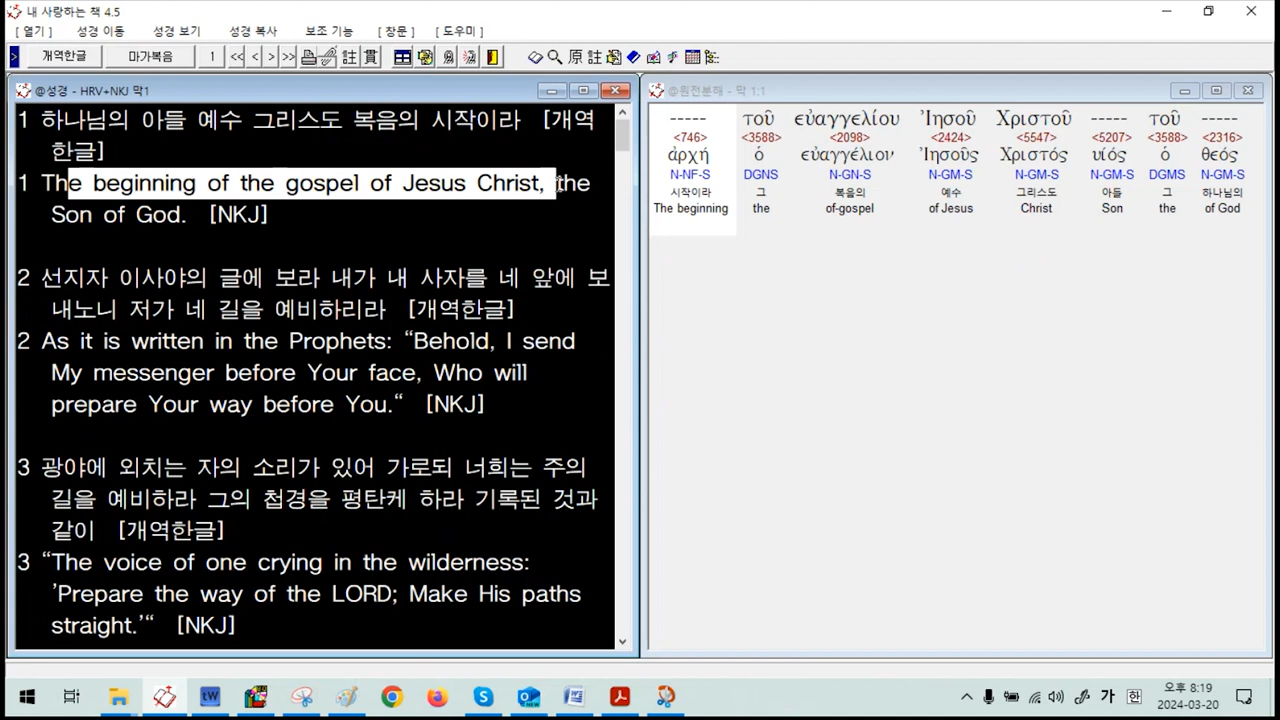 내 사랑하는 책 4.5
[ 열기 ] 성경 이동 성경 보기 성경 복사 보조 기능 [ 창문 ] [ 도우미 ]
> 개역한글 마가복음 1 << < > >> 註 貫 原 註
@성경 - HRV+NKJ 막1
1 하나님의 아들 예수 그리스도 복음의 시작이라 [개역
한글]
1 The beginning of the gospel of Jesus Christ, the
Son of God. [NKJ]
2 선지자 이사야의 글에 보라 내가 내 사자를 네 앞에 보
내노니 저가 네 길을 예비하리라 [개역한글]
2 As it is written in the Prophets: “Behold, I send
My messenger before Your face, Who will
prepare Your way before You.“ [NKJ]
3 광야에 외치는 자의 소리가 있어 가로되 너희는 주의
길을 예비하라 그의 첩경을 평탄케 하라 기록된 것과
같이 [개역한글]
3 “The voice of one crying in the wilderness:
’Prepare the way of the LORD; Make His paths
straight.’“ [NKJ]
@원전분해 - 막 1:1
----- τοῦ εὐαγγελίου Ἰησοῦ Χριστοῦ ----- τοῦ -----
<746> <3588> <2098> <2424> <5547> <5207> <3588> <2316>
ἀρχή ὁ εὐαγγέλιον Ἰησοῦς Χριστός υἱός ὁ θεός
N-NF-S DGNS N-GN-S N-GM-S N-GM-S N-GM-S DGMS N-GM-S
시작이라 그 복음의 예수 그리스도 아들 그 하나님의
The beginning the of-gospel of Jesus Christ Son the of God
가 한 오후 8:19
2024-03-20